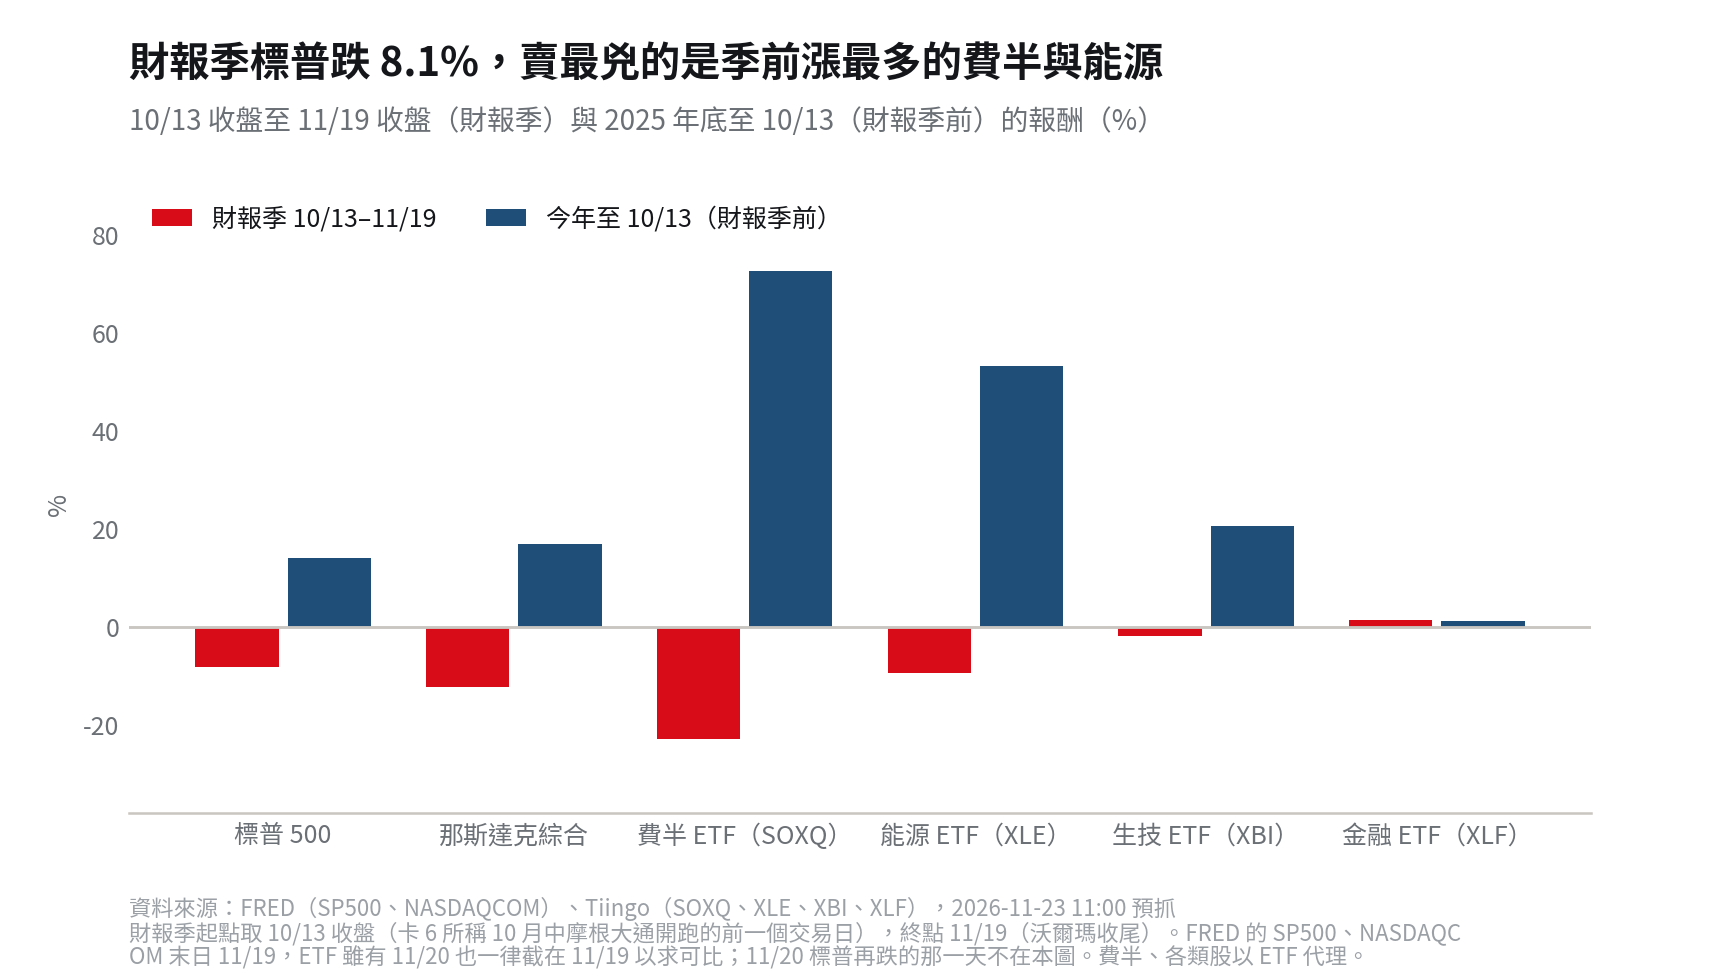 財報季標普跌 8.1%，賣最兇的是季前漲最多的費半與能源
10/13 收盤至 11/19 收盤（財報季）與 2025 年底至 10/13（財報季前）的報酬（%）
財報季 10/13–11/19
今年至 10/13（財報季前）
80
60
40
20
0
-20
%
標普 500
那斯達克綜合
費半 ETF（SOXQ）
能源 ETF（XLE）
生技 ETF（XBI）
金融 ETF（XLF）
資料來源：FRED（SP500、NASDAQCOM）、Tiingo（SOXQ、XLE、XBI、XLF），2026-11-23 11:00 預抓
財報季起點取 10/13 收盤（卡 6 所稱 10 月中摩根大通開跑的前一個交易日），終點 11/19（沃爾瑪收尾）。FRED 的 SP500、NASDAQC
OM 末日 11/19，ETF 雖有 11/20 也一律截在 11/19 以求可比；11/20 標普再跌的那一天不在本圖。費半、各類股以 ETF 代理。